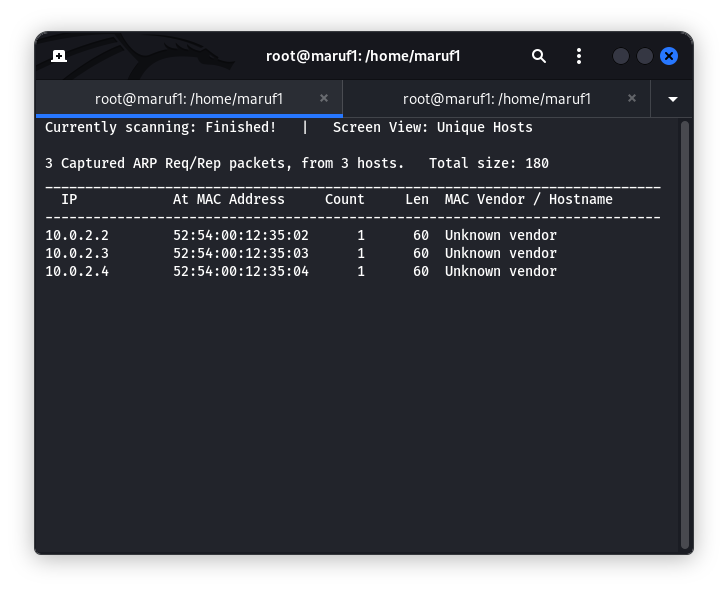 root@maruf1: /home/maruf1
root@maruf1: /home/maruf1 × root@maruf1: /home/maruf1 ×
Currently scanning: Finished!   |   Screen View: Unique Hosts
3 Captured ARP Req/Rep packets, from 3 hosts.   Total size: 180
_____________________________________________________________________________
  IP            At MAC Address     Count     Len  MAC Vendor / Hostname
-----------------------------------------------------------------------------
10.0.2.2        52:54:00:12:35:02      1      60  Unknown vendor
10.0.2.3        52:54:00:12:35:03      1      60  Unknown vendor
10.0.2.4        52:54:00:12:35:04      1      60  Unknown vendor